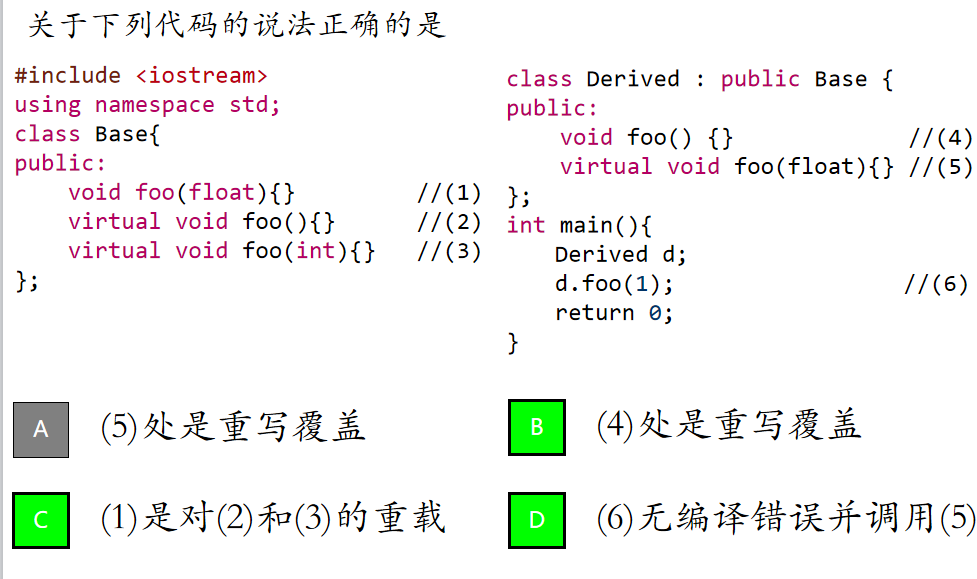 关于下列代码的说法正确的是
#include <iostream>
using namespace std;
class Base{
public:
    void foo(float){}         //(1)
    virtual void foo(){}      //(2)
    virtual void foo(int){}   //(3)
};
class Derived : public Base {
public:
    void foo() {}             //(4)
    virtual void foo(float){} //(5)
};
int main(){
    Derived d;
    d.foo(1);                 //(6)
    return 0;
}
A (5)处是重写覆盖
B (4)处是重写覆盖
C (1)是对(2)和(3)的重载
D (6)无编译错误并调用(5)